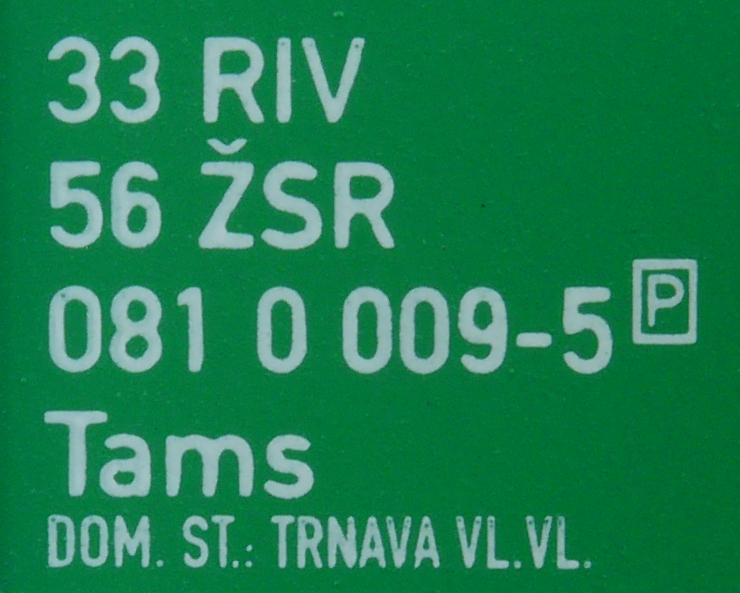 33 RIV
56 ŽSR
081 0 009-5 P
Tams
DOM. ST.: TRNAVA VL.VL.